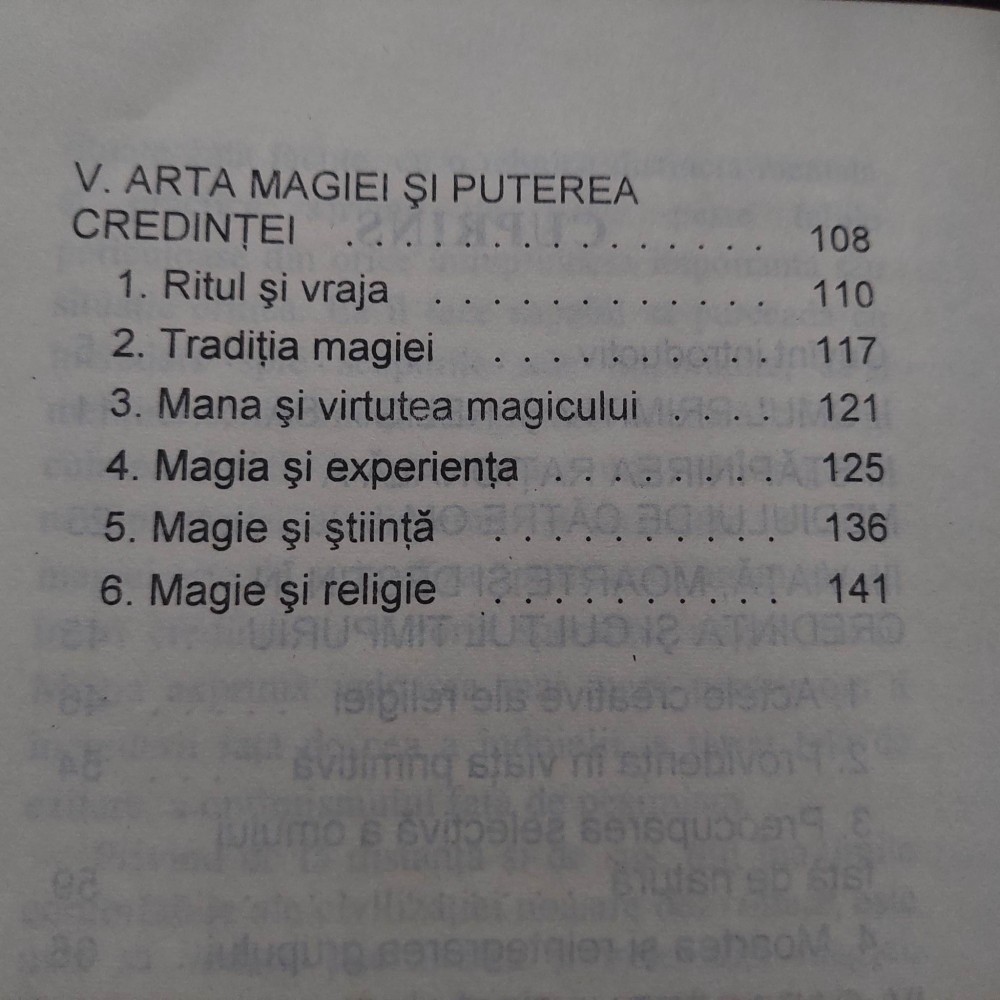 V. ARTA MAGIEI ŞI PUTEREA
CREDINŢEI . . . . . . . . . . . . . . . 108
1. Ritul şi vraja . . . . . . . . . . . . 110
2. Tradiţia magiei . . . . . . . . . . 117
3. Mana şi virtutea magicului . . . . 121
4. Magia şi experienţa . . . . . . . . 125
5. Magie şi ştiinţă . . . . . . . . . . 136
6. Magie şi religie . . . . . . . . . . 141